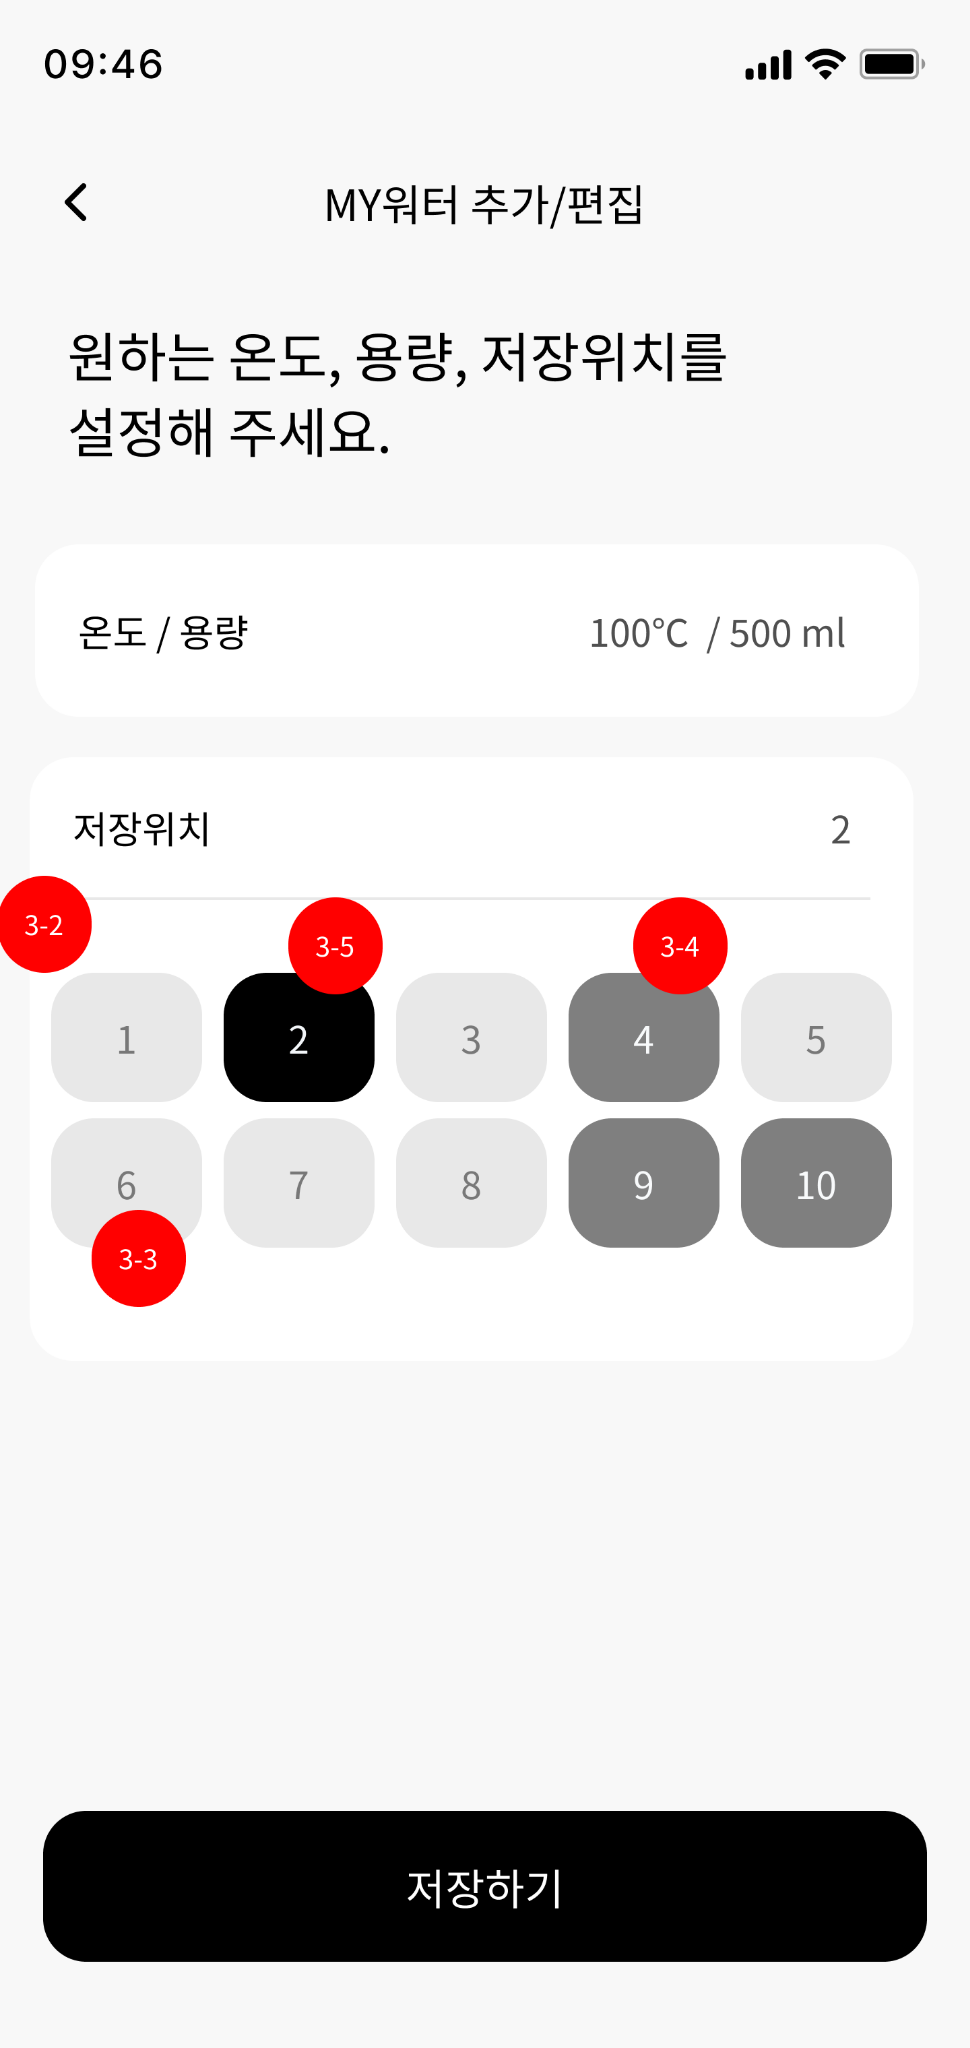 09:46
MY워터 추가/편집
원하는 온도, 용량, 저장위치를
설정해 주세요.
온도 / 용량 100°C / 500 ml
저장위치 2
3-2 3-5 3-4
1 2 3 4 5
6 7 8 9 10
3-3
저장하기